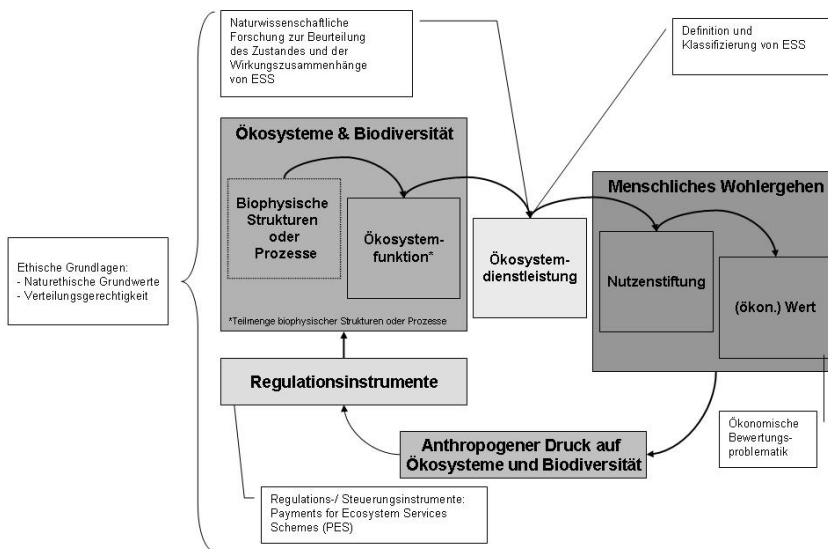 Naturwissenschaftliche
Forschung zur Beurteilung
des Zustandes und der
Wirkungszusammenhänge
von ESS
Definition und
Klassifizierung von ESS
Ökosysteme & Biodiversität
Biophysische
Strukturen
oder
Prozesse
Ökosystem-
funktion*
*Teilmenge biophysischer Strukturen oder Prozesse
Ökosystem-
dienstleistung
Menschliches Wohlergehen
Nutzenstiftung
(ökon.) Wert
Ethische Grundlagen:
- Naturethische Grundwerte
- Verteilungsgerechtigkeit
Regulationsinstrumente
Anthropogener Druck auf
Ökosysteme und Biodiversität
Ökonomische
Bewertungs-
problematik
Regulations-/ Steuerungsinstrumente:
Payments for Ecosystem Services
Schemes (PES)